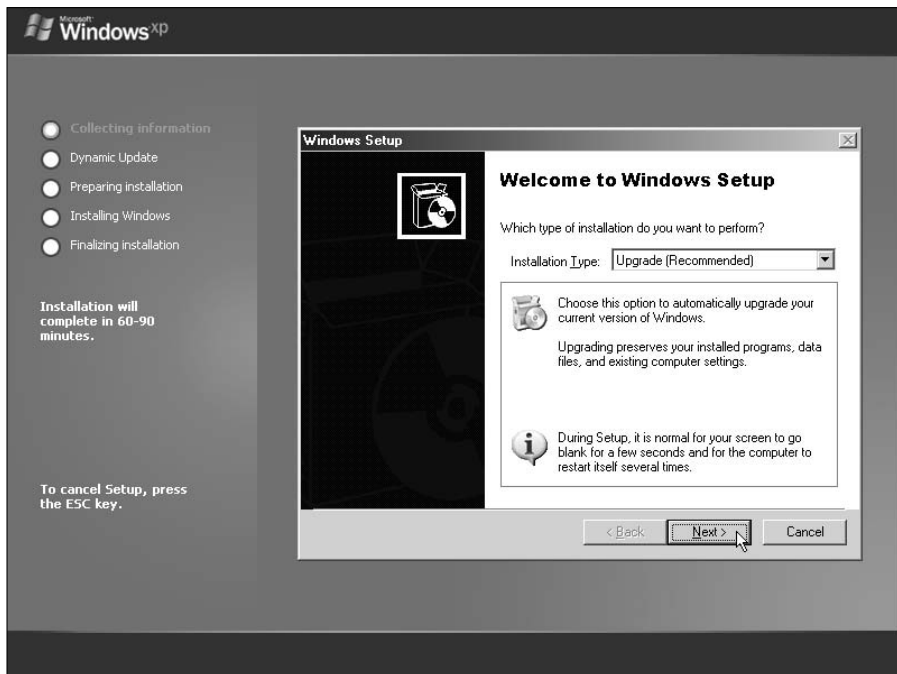 Microsoft
Windows xp
Collecting information
Dynamic Update
Preparing installation
Installing Windows
Finalizing installation
Installation will
complete in 60-90
minutes.
To cancel Setup, press
the ESC key.
Windows Setup
Welcome to Windows Setup
Which type of installation do you want to perform?
Installation Type: Upgrade (Recommended)
Choose this option to automatically upgrade your
current version of Windows.
Upgrading preserves your installed programs, data
files, and existing computer settings.
During Setup, it is normal for your screen to go
blank for a few seconds and for the computer to
restart itself several times.
< Back Next > Cancel